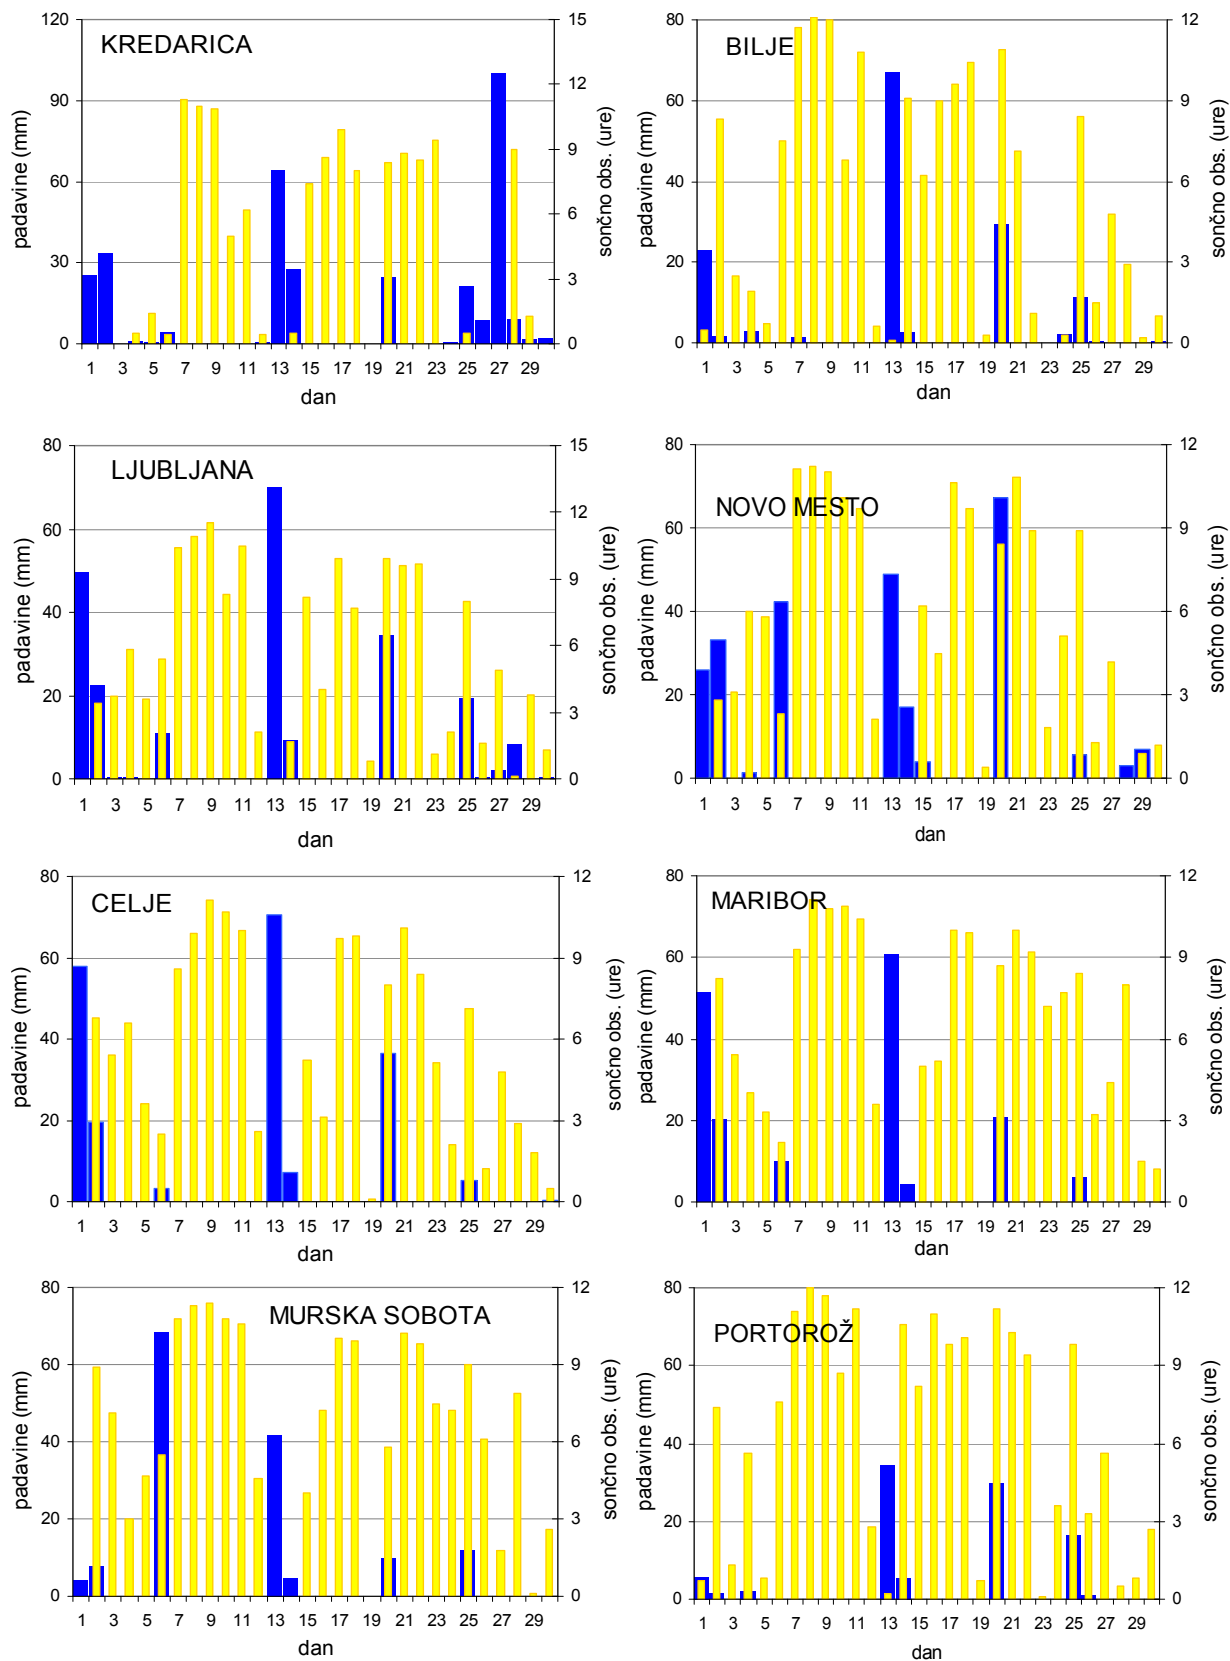 KREDARICA
120
90
60
30
0
15
12
9
6
3
0
padavine (mm)
sončno obs. (ure)
1 3 5 7 9 11 13 15 17 19 21 23 25 27 29
dan
BILJE
80
60
40
20
0
12
9
6
3
0
padavine (mm)
sončno obs. (ure)
1 3 5 7 9 11 13 15 17 19 21 23 25 27 29
dan
LJUBLJANA
80
60
40
20
0
15
12
9
6
3
0
padavine (mm)
sončno obs. (ure)
1 3 5 7 9 11 13 15 17 19 21 23 25 27 29
dan
NOVO MESTO
80
60
40
20
0
12
9
6
3
0
padavine (mm)
sončno obs. (ure)
1 3 5 7 9 11 13 15 17 19 21 23 25 27 29
dan
CELJE
80
60
40
20
0
12
9
6
3
0
padavine (mm)
sončno obs. (ure)
1 3 5 7 9 11 13 15 17 19 21 23 25 27 29
dan
MARIBOR
80
60
40
20
0
12
9
6
3
0
padavine (mm)
sončno obs. (ure)
1 3 5 7 9 11 13 15 17 19 21 23 25 27 29
dan
MURSKA SOBOTA
80
60
40
20
0
12
9
6
3
0
padavine (mm)
sončno obs. (ure)
1 3 5 7 9 11 13 15 17 19 21 23 25 27 29
dan
PORTOROŽ
80
60
40
20
0
12
9
6
3
0
padavine (mm)
sončno obs. (ure)
1 3 5 7 9 11 13 15 17 19 21 23 25 27 29
dan